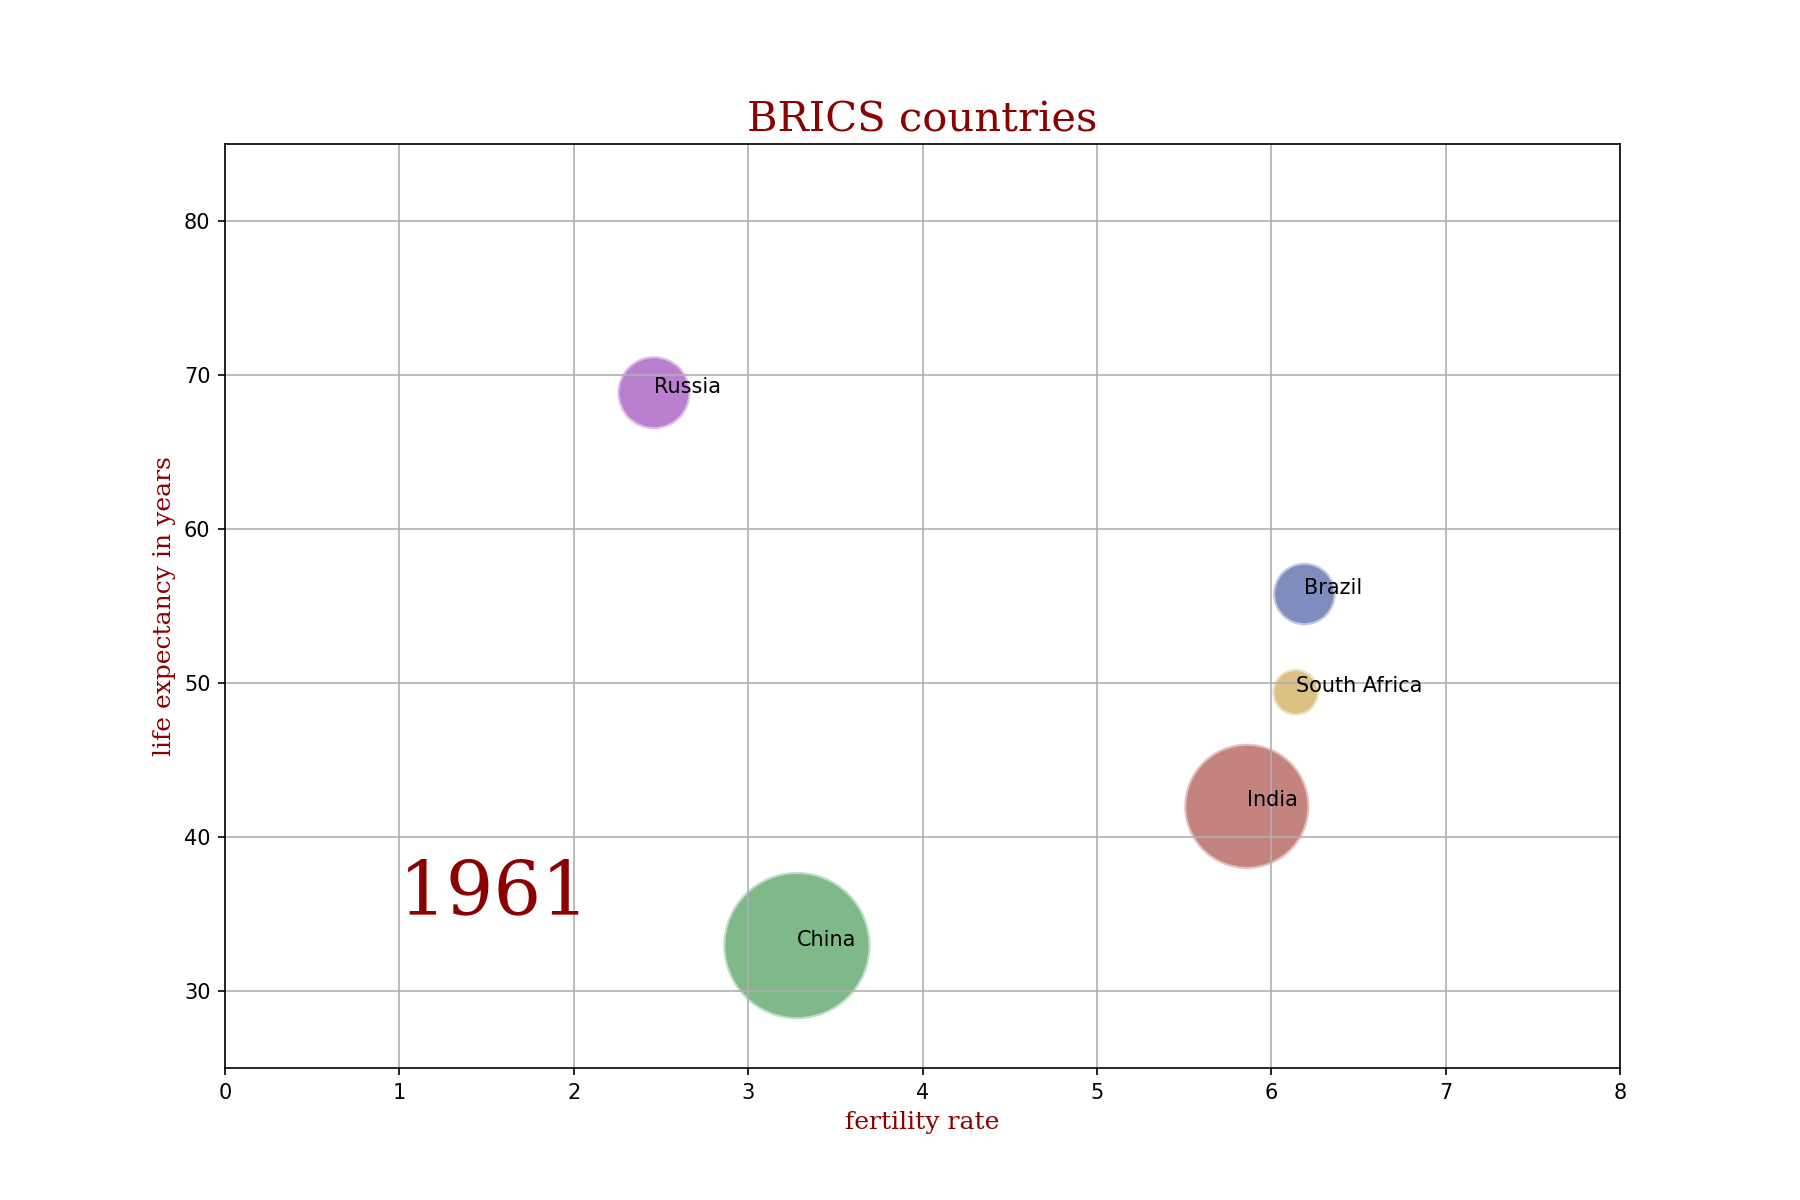 BRICS countries
80
70
Russia
60
Brazil
50
South Africa
India
40
1961
China
30
life expectancy in years
0 1 2 3 4 5 6 7 8
fertility rate